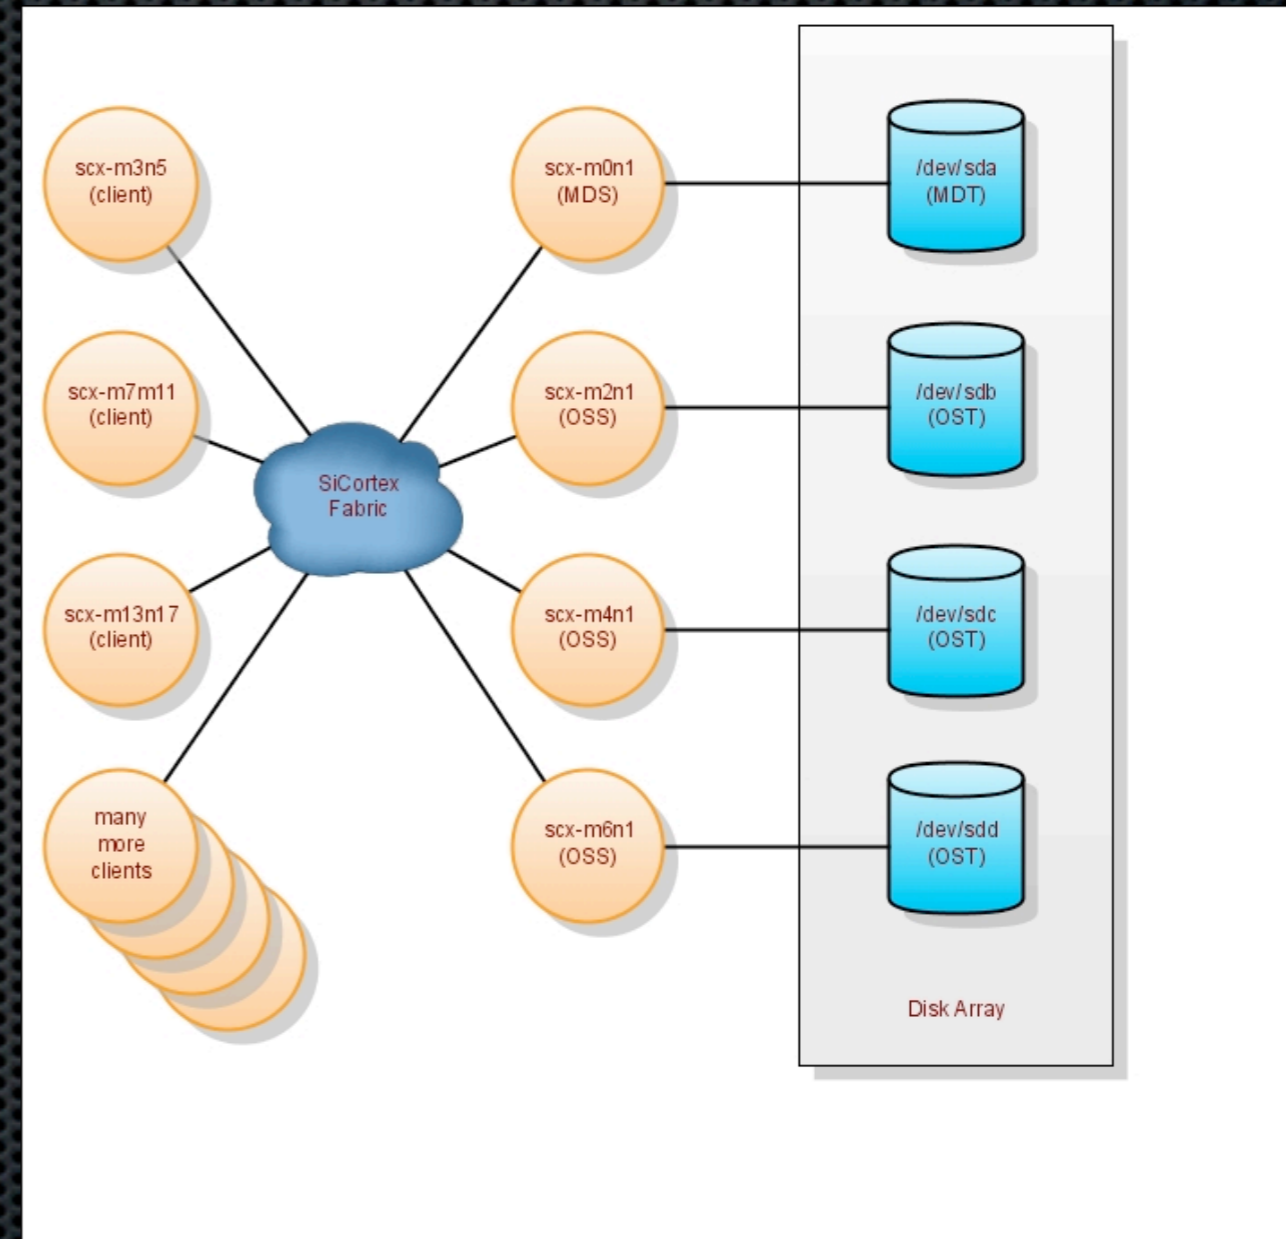 scx-m3n5
(client)
scx-m0n1
(MDS)
/dev/sda
(MDT)
scx-m7m11
(client)
scx-m2n1
(OSS)
/dev/sdb
(OST)
SiCortex
Fabric
scx-m13n17
(client)
scx-m4n1
(OSS)
/dev/sdc
(OST)
many
more
clients
scx-m6n1
(OSS)
/dev/sdd
(OST)
Disk Array